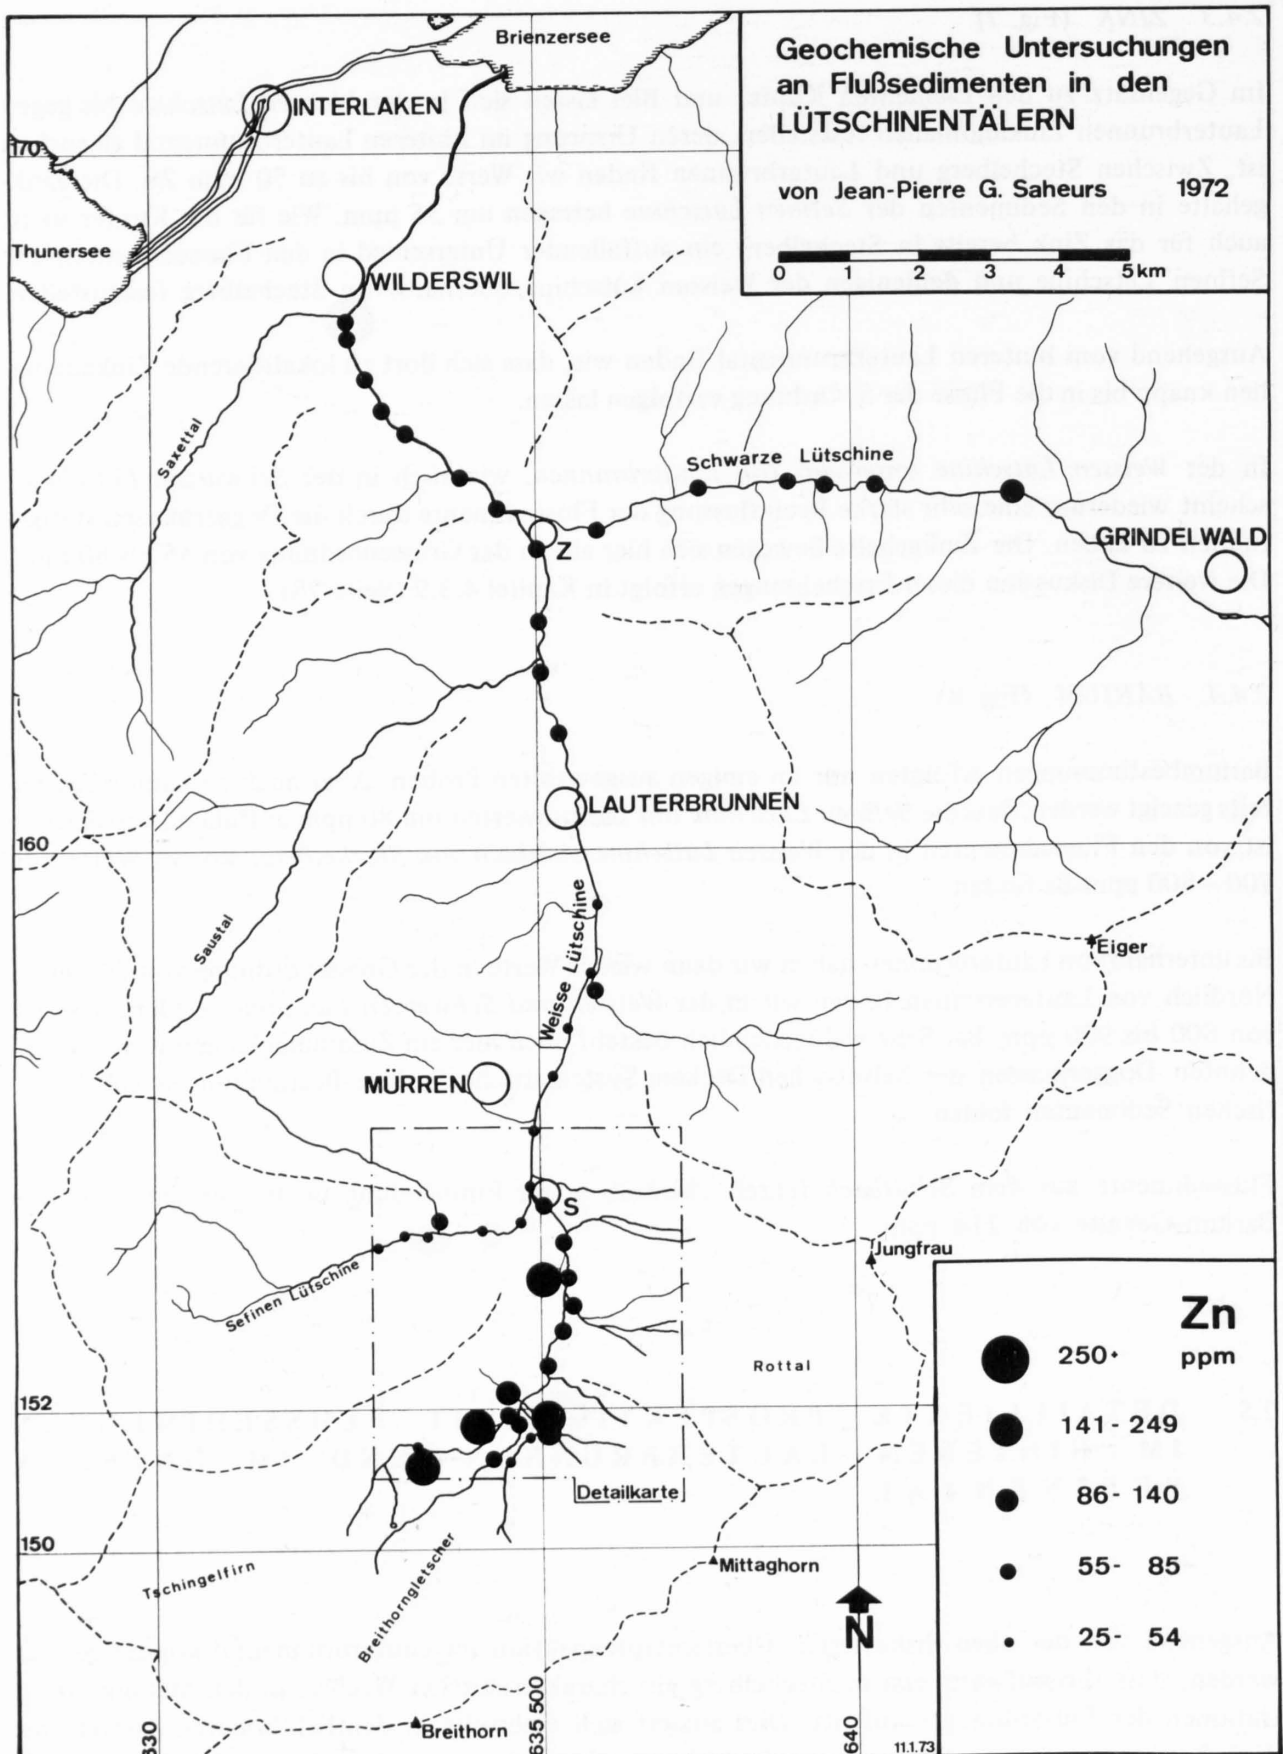 Brienzersee
Geochemische Untersuchungen
an Flußsedimenten in den
LÜTSCHINENTÄLERN
von Jean-Pierre G. Saheurs 1972
0 1 2 3 4 5 km
INTERLAKEN
170
Thunersee
WILDERSWIL
Saxettal
Schwarze Lütschine
Z
GRINDELWALD
LAUTERBRUNNEN
160
Saustal
Weisse Lütschine
Eiger
MÜRREN
S
Jungfrau
Sefinen Lütschine
Rottal
Zn
ppm
250+
141- 249
86- 140
55- 85
25- 54
152
Detailkarte
150
Tschingelfirn
Breithorngletscher
Mittaghorn
N
Breithorn
630
635 500
640
11.1.73